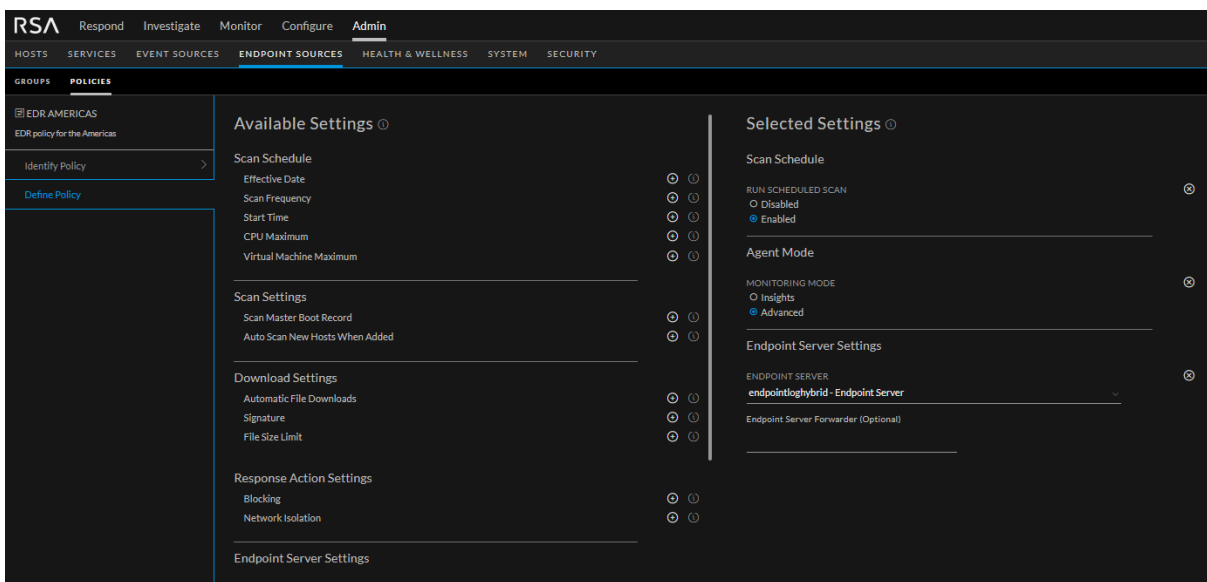 RSA Respond Investigate Monitor Configure Admin
HOSTS SERVICES EVENT SOURCES ENDPOINT SOURCES HEALTH & WELLNESS SYSTEM SECURITY
GROUPS POLICIES
EDR AMERICAS
EDR policy for the Americas
Identify Policy
Define Policy
Available Settings
Scan Schedule
Effective Date
Scan Frequency
Start Time
CPU Maximum
Virtual Machine Maximum
Scan Settings
Scan Master Boot Record
Auto Scan New Hosts When Added
Download Settings
Automatic File Downloads
Signature
File Size Limit
Response Action Settings
Blocking
Network Isolation
Endpoint Server Settings
Selected Settings
Scan Schedule
RUN SCHEDULED SCAN
Disabled
Enabled
Agent Mode
MONITORING MODE
Insights
Advanced
Endpoint Server Settings
ENDPOINT SERVER
endpointloghybrid - Endpoint Server
Endpoint Server Forwarder (Optional)